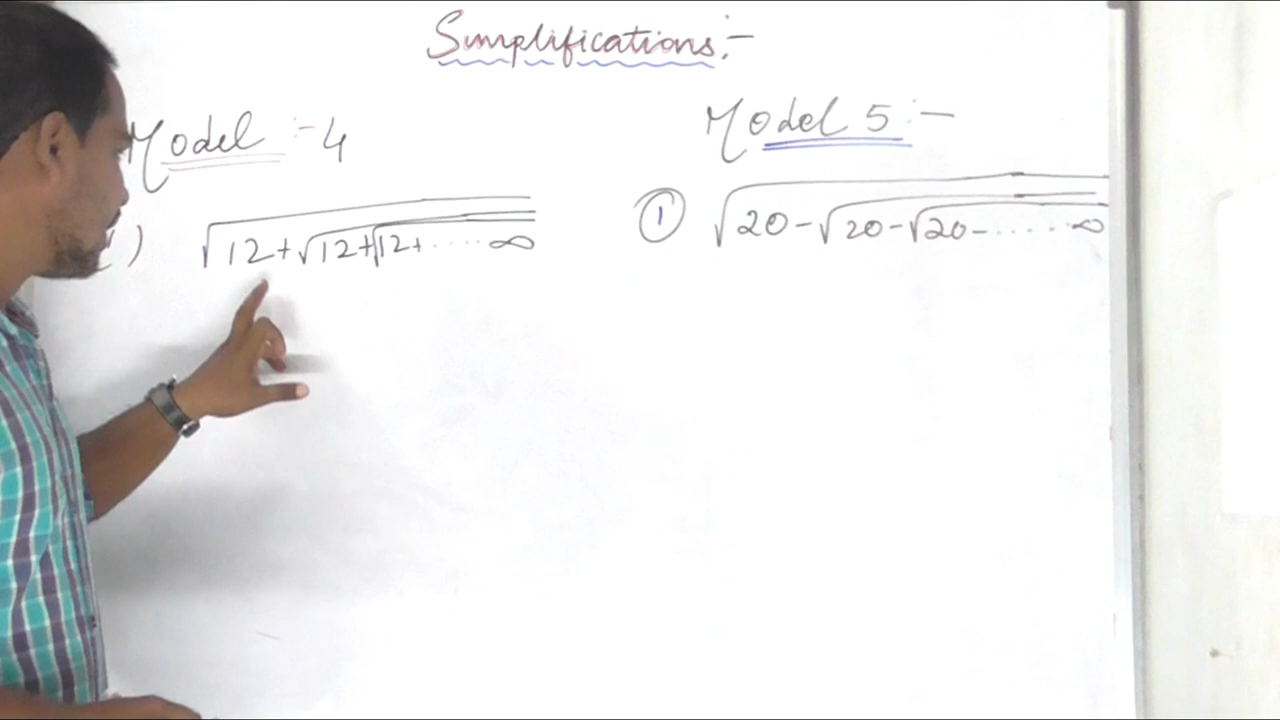 Simplifications:-
Model :- 4
) √12+√12+√12+.....∞
Model 5 :-
① √20-√20-√20-......∞